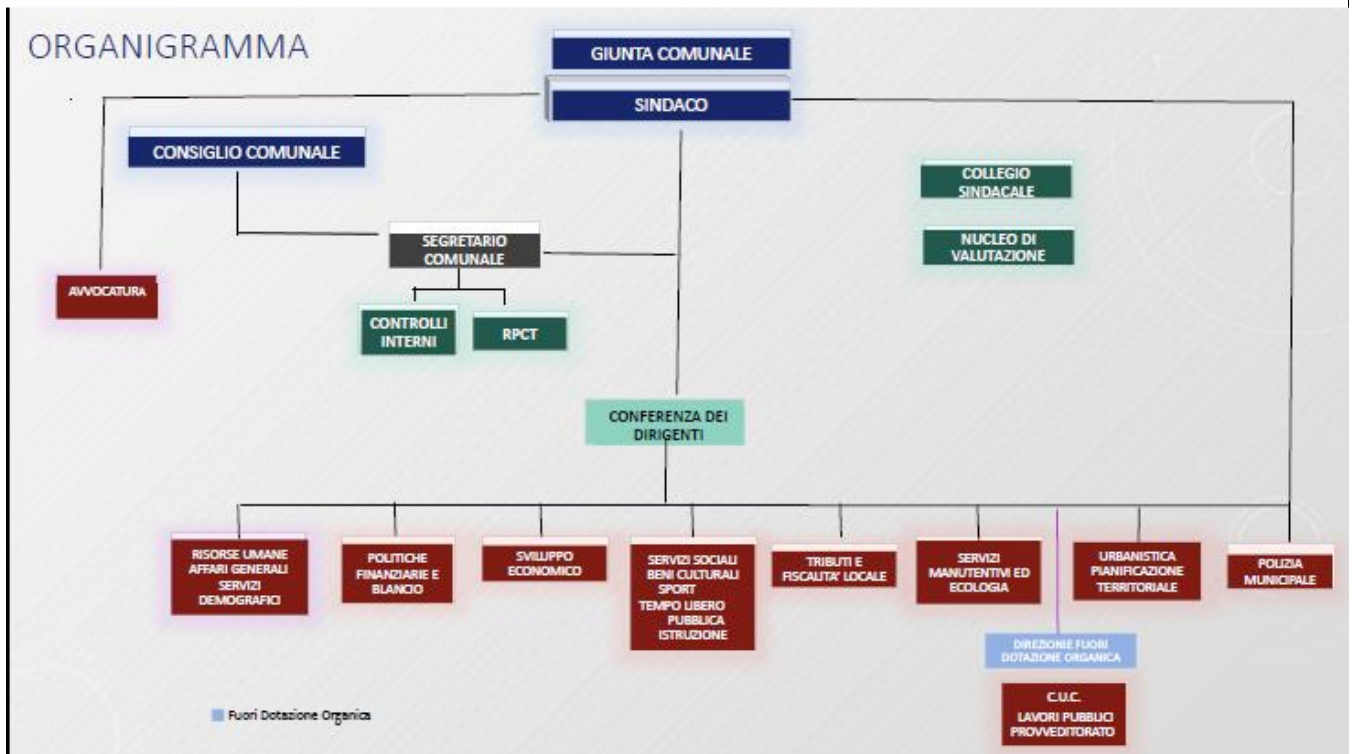 ORGANIGRAMMA
GIUNTA COMUNALE
SINDACO
CONSIGLIO COMUNALE
COLLEGIO
SINDACALE
SEGRETARIO
COMUNALE
NUCLEO DI
VALUTAZIONE
AVVOCATURA
CONTROLLI
INTERNI
RPCT
CONFERENZA DEI
DIRIGENTI
RISORSE UMANE
AFFARI GENERALI
SERVIZI
DEMOGRAFICI
POLITICHE
FINANZIARIE E
BLANCIO
SVILUPPO
ECONOMICO
SERVIZI SOCIALI
BENI CULTURALI
SPORT
TEMPO LIBERO
PUBBLICA
ISTRUZIONE
TRIBUTI E
FISCALITA' LOCALE
SERVIZI
MANUTENTIVI ED
ECOLOGIA
URBANISTICA
PIANIFICAZIONE
TERRITORIALE
POLIZIA
MUNICIPALE
DIREZIONIE FUORI
DOTAZIONE ORGANICA
C.U.C.
LAVORI PUBBLICI
PROVVEDITORATO
Fuori Dotazione Organica